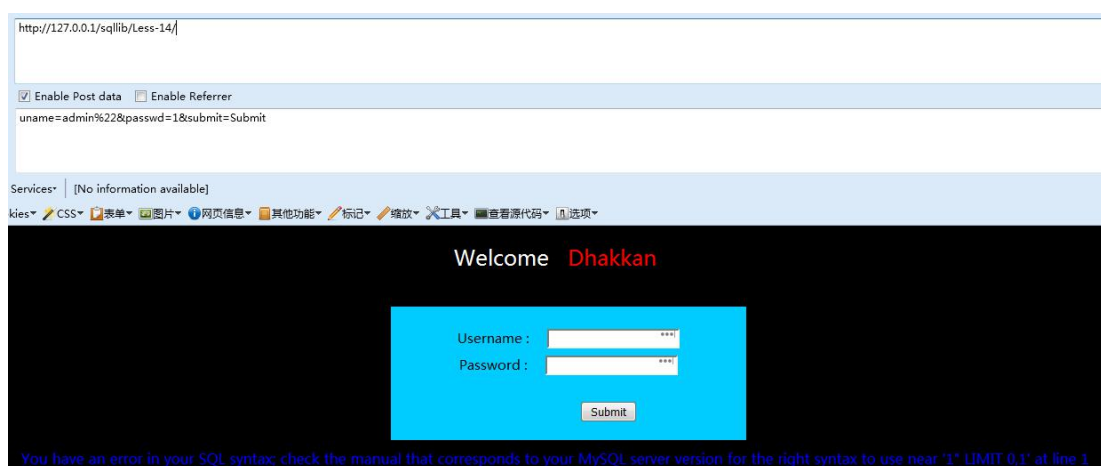 http://127.0.0.1/sqllib/Less-14/
Enable Post data Enable Referrer
uname=admin%22&passwd=1&submit=Submit
Services [No information available]
kies CSS 表单 图片 网页信息 其他功能 标记 缩放 工具 查看源代码 选项
Welcome Dhakkan
Username :
Password :
Submit
You have an error in your SQL syntax; check the manual that corresponds to your MySQL server version for the right syntax to use near '1" LIMIT 0,1' at line 1